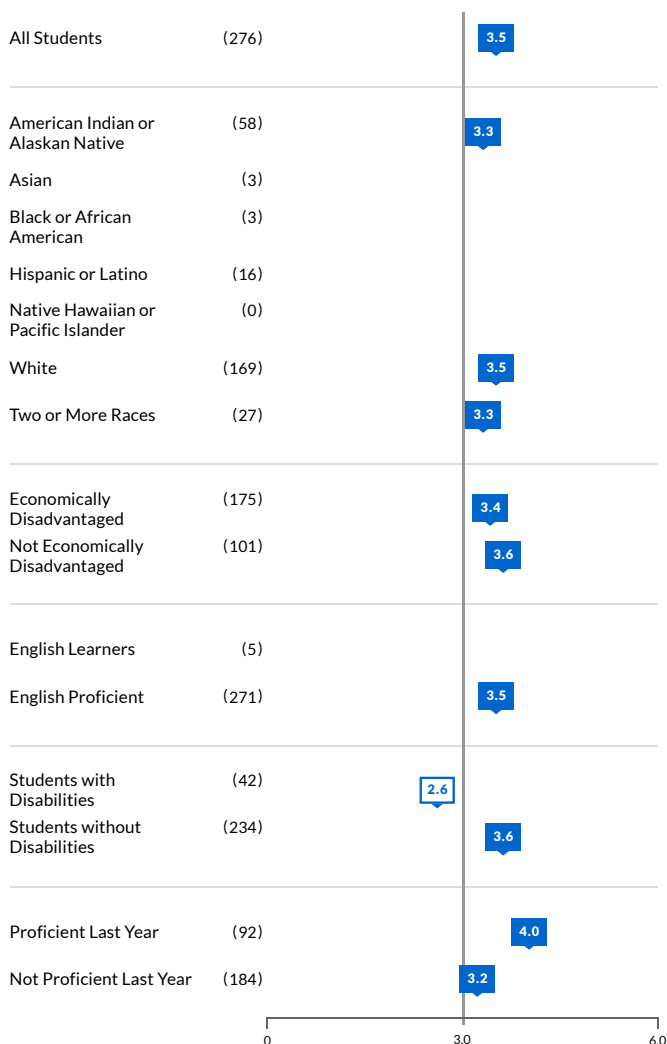 All Students (276) 3.5
American Indian or (58) 3.3
Alaskan Native
Asian (3)
Black or African (3)
American
Hispanic or Latino (16)
Native Hawaiian or (0)
Pacific Islander
White (169) 3.5
Two or More Races (27) 3.3
Economically (175) 3.4
Disadvantaged
Not Economically (101) 3.6
Disadvantaged
English Learners (5)
English Proficient (271) 3.5
Students with (42) 2.6
Disabilities
Students without (234) 3.6
Disabilities
Proficient Last Year (92) 4.0
Not Proficient Last Year (184) 3.2
0 3.0 6.0